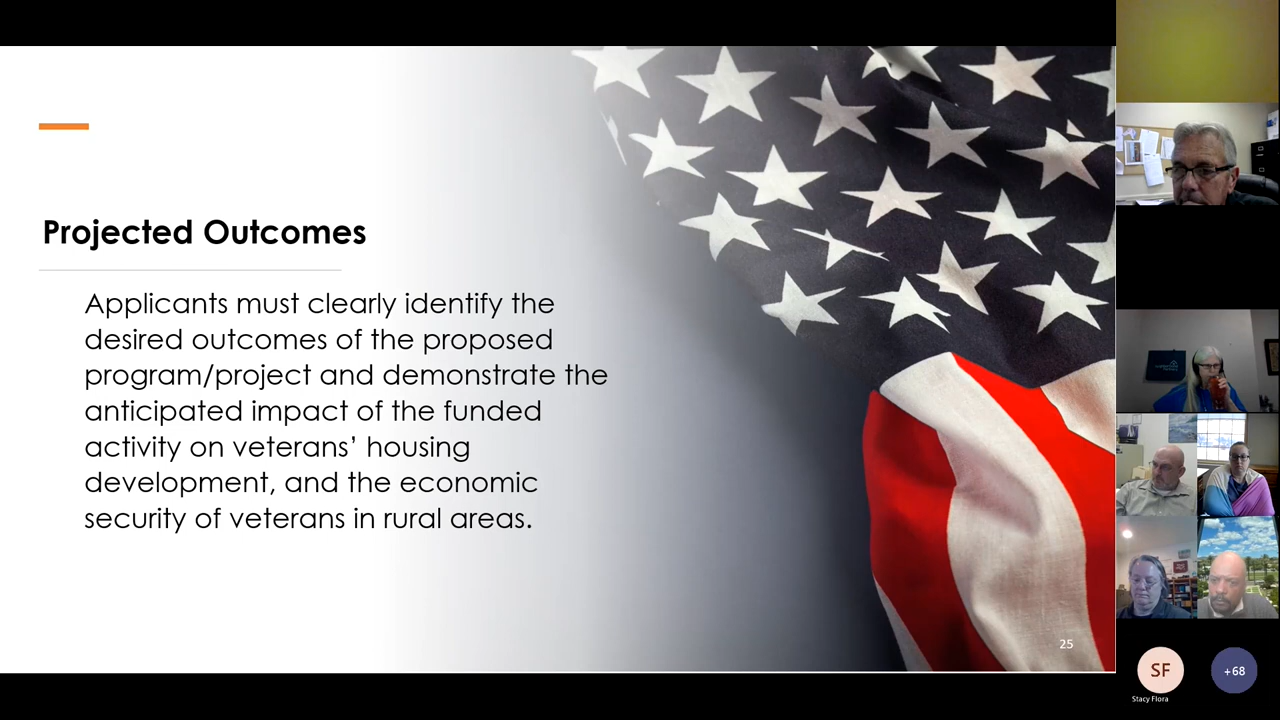 Projected Outcomes
Applicants must clearly identify the
desired outcomes of the proposed
program/project and demonstrate the
anticipated impact of the funded
activity on veterans’ housing
development, and the economic
security of veterans in rural areas.
25
SF
+68
Stacy Flora